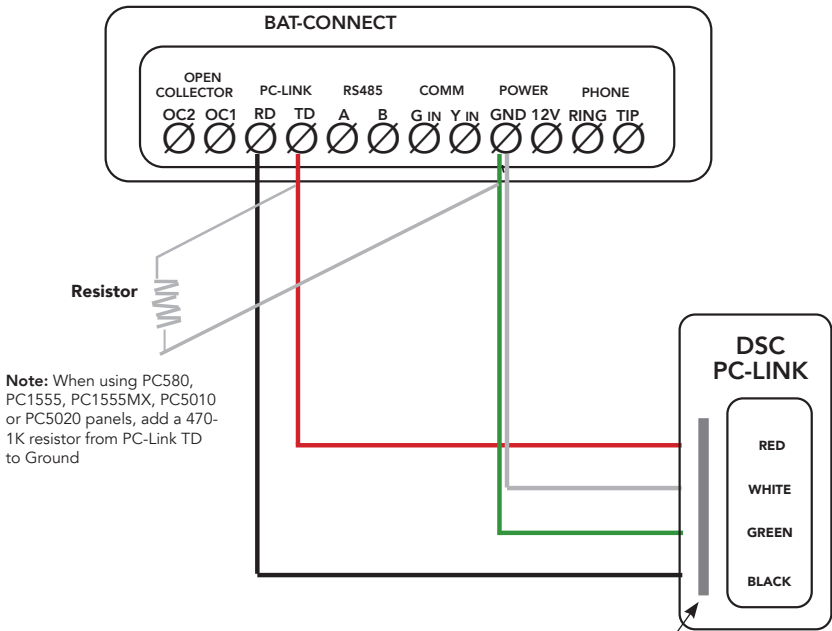 BAT-CONNECT
OPEN
COLLECTOR PC-LINK RS485 COMM POWER PHONE
OC2 OC1 RD TD A B G IN Y IN GND 12V RING TIP
Resistor
Note: When using PC580,
PC1555, PC1555MX, PC5010
or PC5020 panels, add a 470-
1K resistor from PC-Link TD
to Ground
DSC
PC-LINK
RED
WHITE
GREEN
BLACK